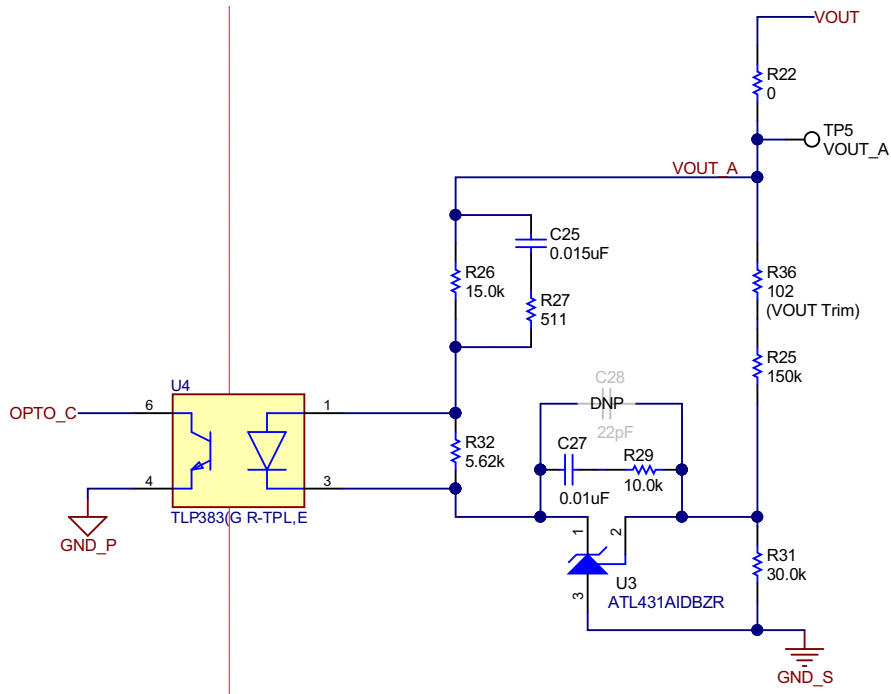 VOUT
R22
0
TP5
VOUT_A
VOUT_A
C25
0.015uF
R26
15.0k
R27
511
R36
102
(VOUT Trim)
R25
150k
U4
OPTO_C
6
1
4
3
GND_P
TLP383(G R-TPL,E
R32
5.62k
C28
DNP
22pF
C27
0.01uF
R29
10.0k
1
2
3
U3
ATL431AIDBZR
R31
30.0k
GND_S